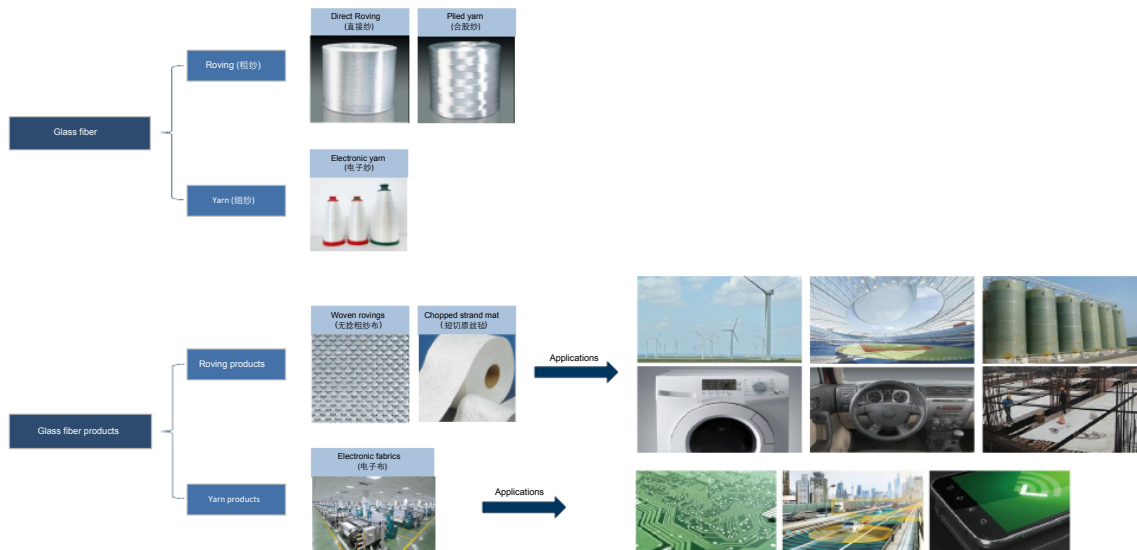 Direct Roving
(直接纱)
Plied yarn
(合股纱)
Roving (粗纱)
Glass fiber
Electronic yarn
(电子纱)
Yarn (细纱)
Woven rovings
(无捻粗纱布)
Chopped strand mat
(短切原丝毡)
Applications
Roving products
Glass fiber products
Electronic fabrics
(电子布)
Applications
Yarn products